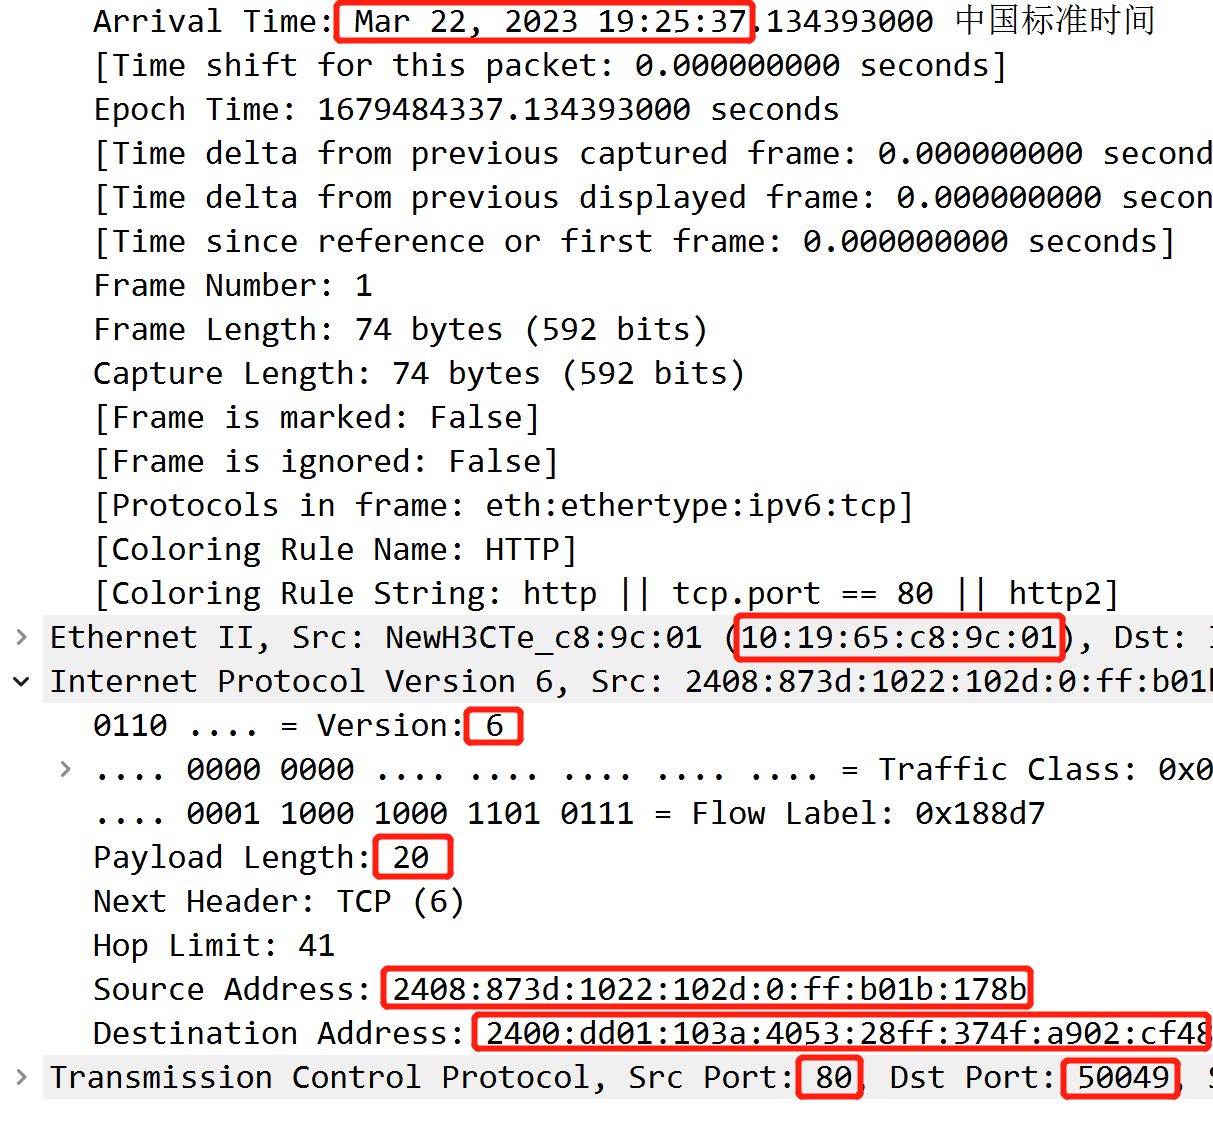 Arrival Time: Mar 22, 2023 19:25:37.134393000 中国标准时间
[Time shift for this packet: 0.000000000 seconds]
Epoch Time: 1679484337.134393000 seconds
[Time delta from previous captured frame: 0.000000000 second
[Time delta from previous displayed frame: 0.000000000 secon
[Time since reference or first frame: 0.000000000 seconds]
Frame Number: 1
Frame Length: 74 bytes (592 bits)
Capture Length: 74 bytes (592 bits)
[Frame is marked: False]
[Frame is ignored: False]
[Protocols in frame: eth:ethertype:ipv6:tcp]
[Coloring Rule Name: HTTP]
[Coloring Rule String: http || tcp.port == 80 || http2]
Ethernet II, Src: NewH3CTe_c8:9c:01 (10:19:65:c8:9c:01), Dst:
Internet Protocol Version 6, Src: 2408:873d:1022:102d:0:ff:b01b
0110 .... = Version: 6
.... 0000 0000 .... .... .... .... .... = Traffic Class: 0x0
.... 0001 1000 1000 1101 0111 = Flow Label: 0x188d7
Payload Length: 20
Next Header: TCP (6)
Hop Limit: 41
Source Address: 2408:873d:1022:102d:0:ff:b01b:178b
Destination Address: 2400:dd01:103a:4053:28ff:374f:a902:cf48
Transmission Control Protocol, Src Port: 80, Dst Port: 50049,